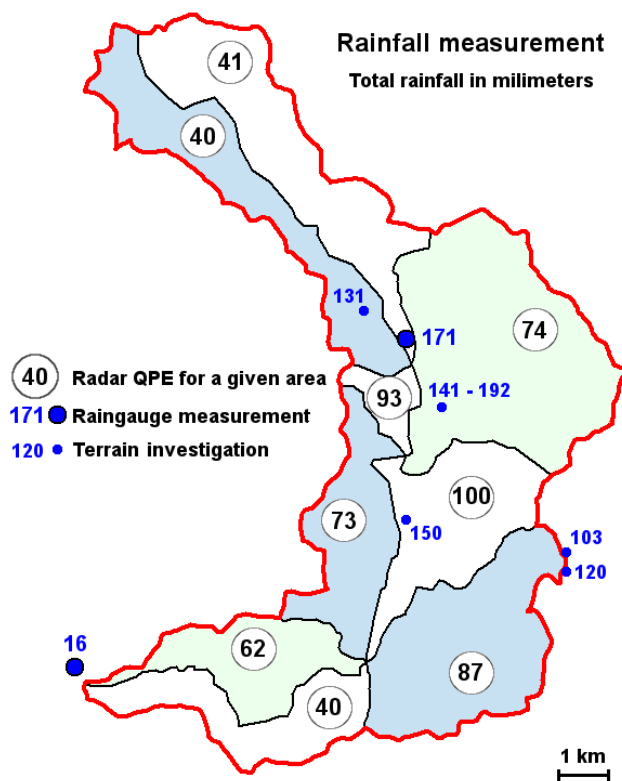 Rainfall measurement
Total rainfall in milimeters
41
40
131
171
74
40 Radar QPE for a given area
93
141 - 192
171 Raingauge measurement
120 Terrain investigation
100
73
150
103
120
16
62
87
40
1 km